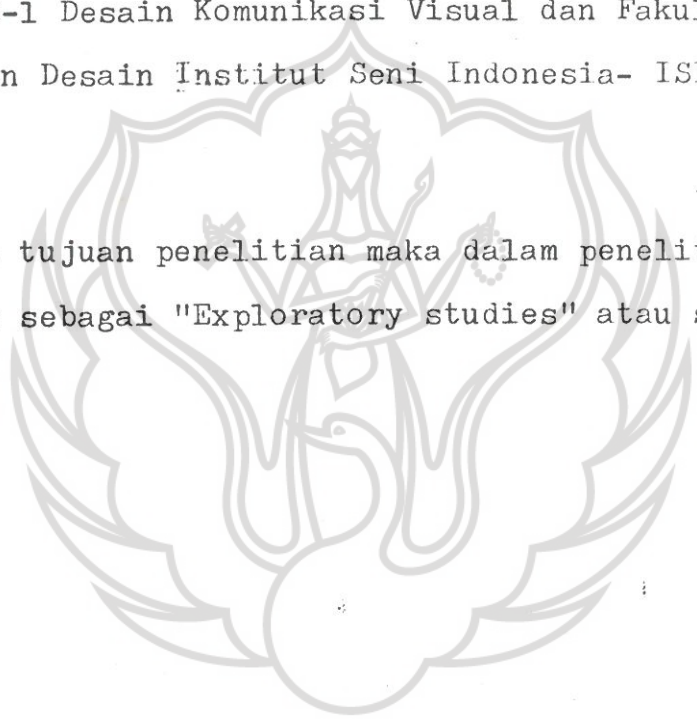 -1 Desain Komunikasi Visual dan Fakul
n Desain Institut Seni Indonesia- IS
tujuan penelitian maka dalam peneli
sebagai "Exploratory studies" atau s